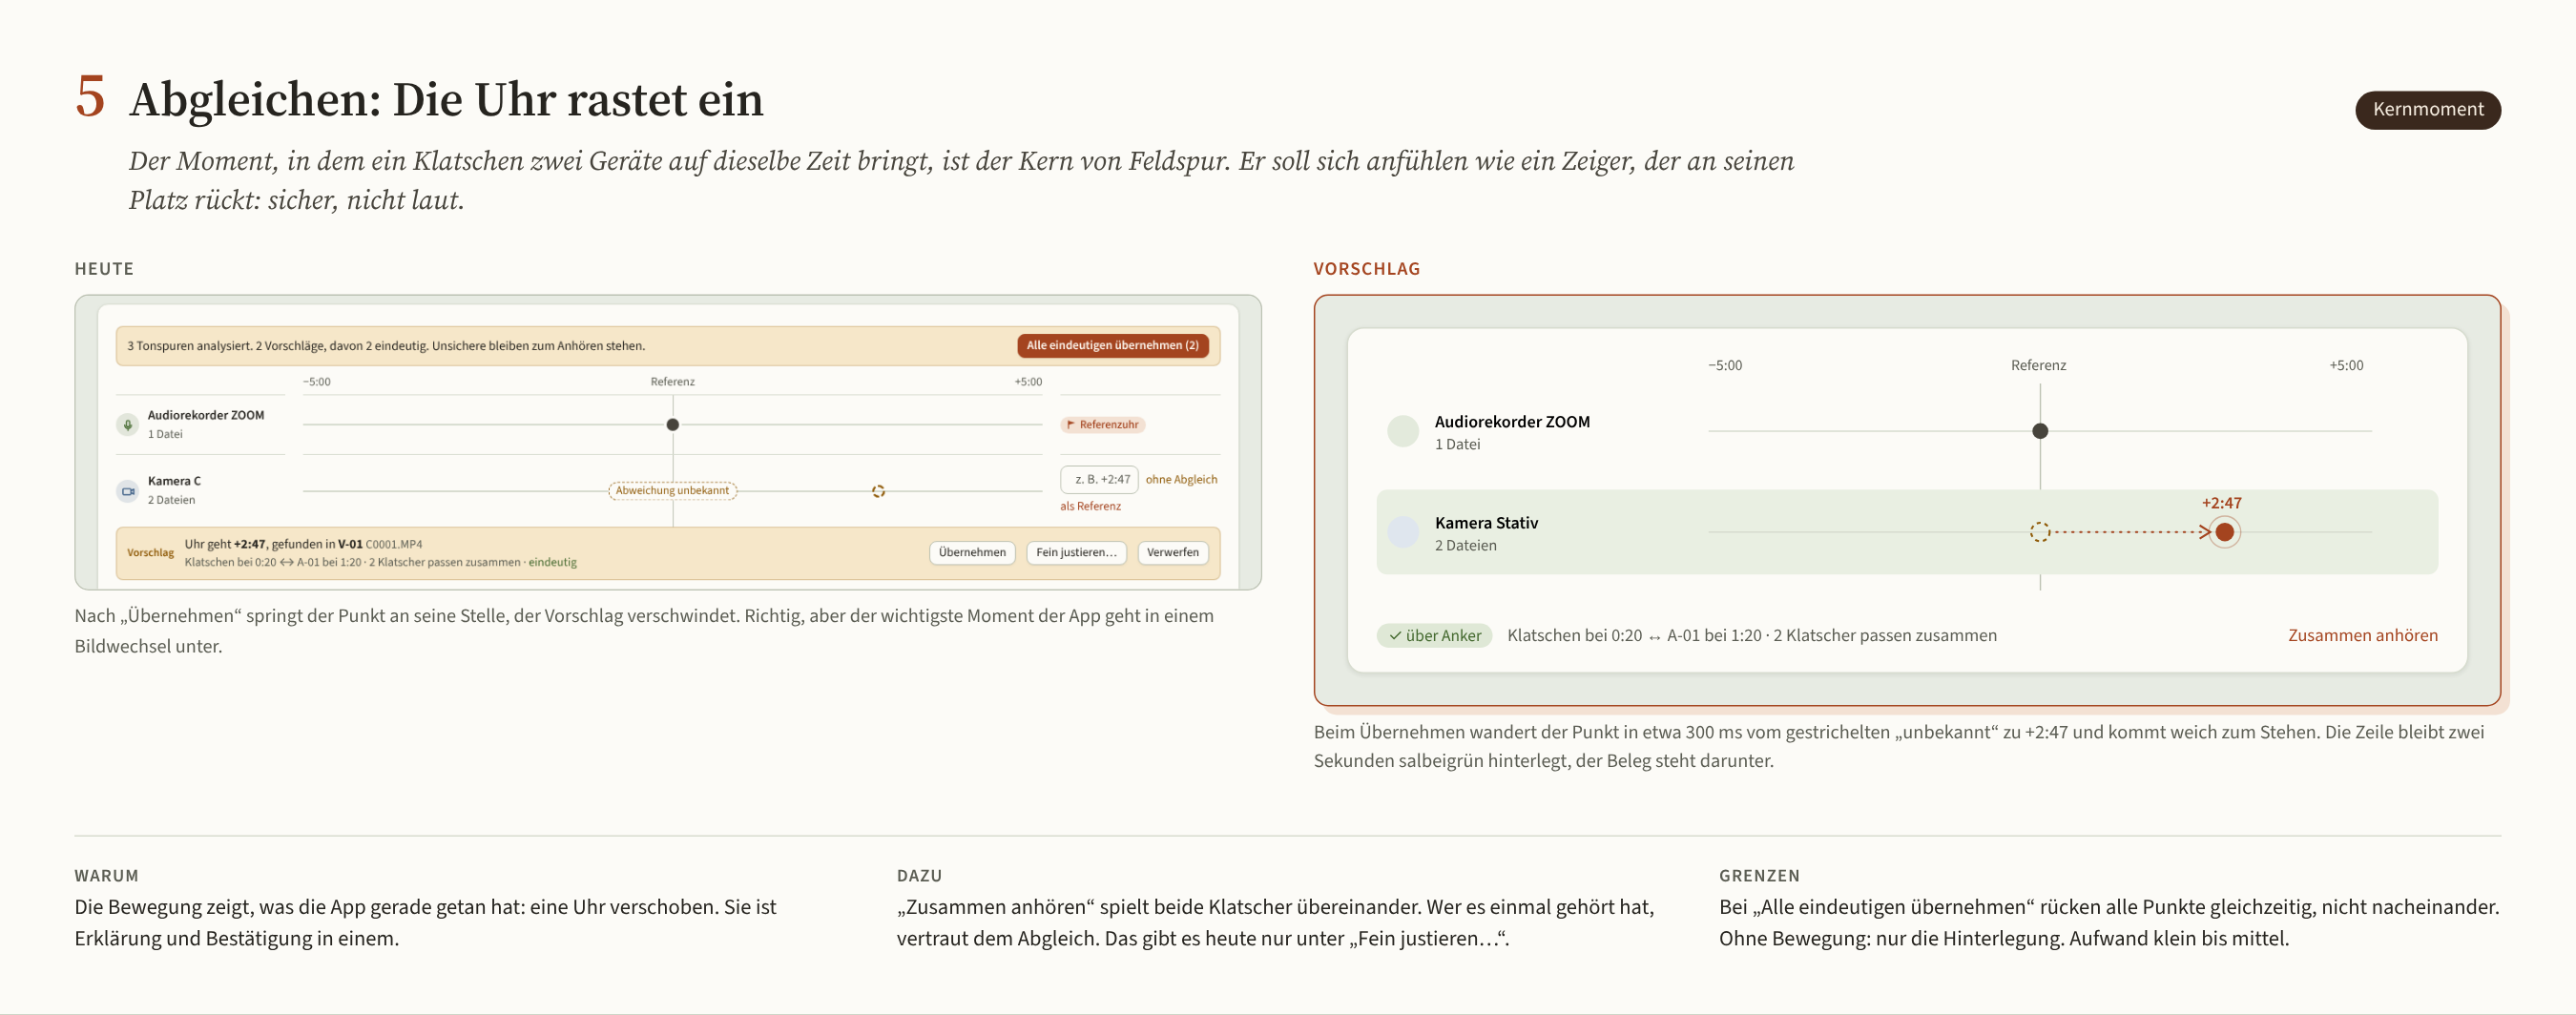 5 Abgleichen: Die Uhr rastet ein
Kernmoment
Der Moment, in dem ein Klatschen zwei Geräte auf dieselbe Zeit bringt, ist der Kern von Feldspur. Er soll sich anfühlen wie ein Zeiger, der an seinen
Platz rückt: sicher, nicht laut.
HEUTE
3 Tonspuren analysiert. 2 Vorschläge, davon 2 eindeutig. Unsichere bleiben zum Anhören stehen.
Alle eindeutigen übernehmen (2)
−5:00 Referenz +5:00
Audiorekorder ZOOM
1 Datei
Referenzuhr
Kamera C
2 Dateien
Abweichung unbekannt
z. B. +2:47 ohne Abgleich
als Referenz
Vorschlag
Uhr geht +2:47, gefunden in V-01 C0001.MP4
Klatschen bei 0:20 ↔ A-01 bei 1:20 · 2 Klatscher passen zusammen · eindeutig
Übernehmen Fein justieren… Verwerfen
Nach „Übernehmen“ springt der Punkt an seine Stelle, der Vorschlag verschwindet. Richtig, aber der wichtigste Moment der App geht in einem
Bildwechsel unter.
VORSCHLAG
−5:00 Referenz +5:00
Audiorekorder ZOOM
1 Datei
Kamera Stativ
2 Dateien
+2:47
✓ über Anker Klatschen bei 0:20 ↔ A-01 bei 1:20 · 2 Klatscher passen zusammen Zusammen anhören
Beim Übernehmen wandert der Punkt in etwa 300 ms vom gestrichelten „unbekannt“ zu +2:47 und kommt weich zum Stehen. Die Zeile bleibt zwei
Sekunden salbeigrün hinterlegt, der Beleg steht darunter.
WARUM
Die Bewegung zeigt, was die App gerade getan hat: eine Uhr verschoben. Sie ist
Erklärung und Bestätigung in einem.
DAZU
„Zusammen anhören“ spielt beide Klatscher übereinander. Wer es einmal gehört hat,
vertraut dem Abgleich. Das gibt es heute nur unter „Fein justieren…“.
GRENZEN
Bei „Alle eindeutigen übernehmen“ rücken alle Punkte gleichzeitig, nicht nacheinander.
Ohne Bewegung: nur die Hinterlegung. Aufwand klein bis mittel.